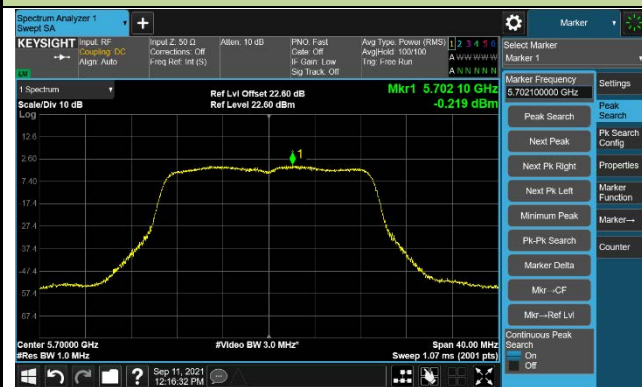 Spectrum Analyzer 1
Swept SA
+
Marker
KEYSIGHT
Input: RF
Coupling: DC
Align: Auto
Input Z: 50 Ω
Corrections: Off
Freq Ref: Int (S)
Atten: 10 dB
PNO: Fast
Gate: Off
IF Gain: Low
Sig Track: Off
Avg Type: Power (RMS)
Avg|Hold: 100/100
Trig: Free Run
1 2 3 4 5 6
A W W W W W
A N N N N N
LXI
Select Marker
Marker 1
1 Spectrum
Scale/Div 10 dB
Log
Ref Lvl Offset 22.60 dB
Ref Level 22.60 dBm
Mkr1 5.702 10 GHz
-0.219 dBm
12.6
2.60
-7.40
-17.4
-27.4
-37.4
-47.4
-57.4
-67.4
1
Center 5.70000 GHz
#Res BW 1.0 MHz
#Video BW 3.0 MHz*
Span 40.00 MHz
Sweep 1.07 ms (2001 pts)
Marker Frequency
5.702100000 GHz
Peak Search
Next Peak
Next Pk Right
Next Pk Left
Minimum Peak
Pk-Pk Search
Marker Delta
Mkr→CF
Mkr→Ref Lvl
Continuous Peak
Search
On
Off
Settings
Peak
Search
Pk Search
Config
Properties
Marker
Function
Marker→
Counter
?
Sep 11, 2021
12:16:32 PM